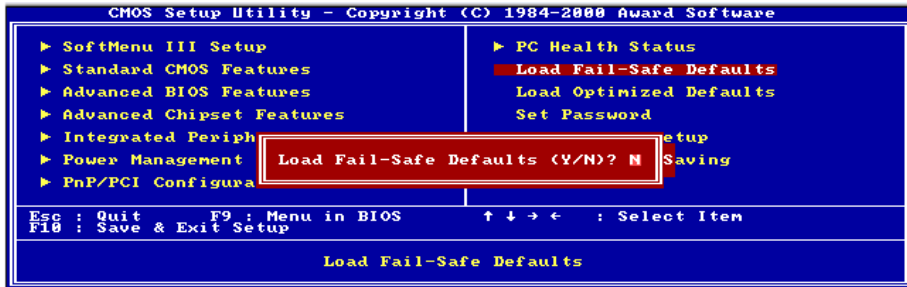 CMOS Setup Utility - Copyright (C) 1984-2000 Award Software
► SoftMenu III Setup
► Standard CMOS Features
► Advanced BIOS Features
► Advanced Chipset Features
► Integrated Periph
► Power Management
► PnP/PCI Configura
► PC Health Status
Load Fail-Safe Defaults
Load Optimized Defaults
Set Password
etup
Saving
Load Fail-Safe Defaults (Y/N)? N
Esc : Quit F9 : Menu in BIOS ↑ ↓ → ← : Select Item
F10 : Save & Exit Setup
Load Fail-Safe Defaults